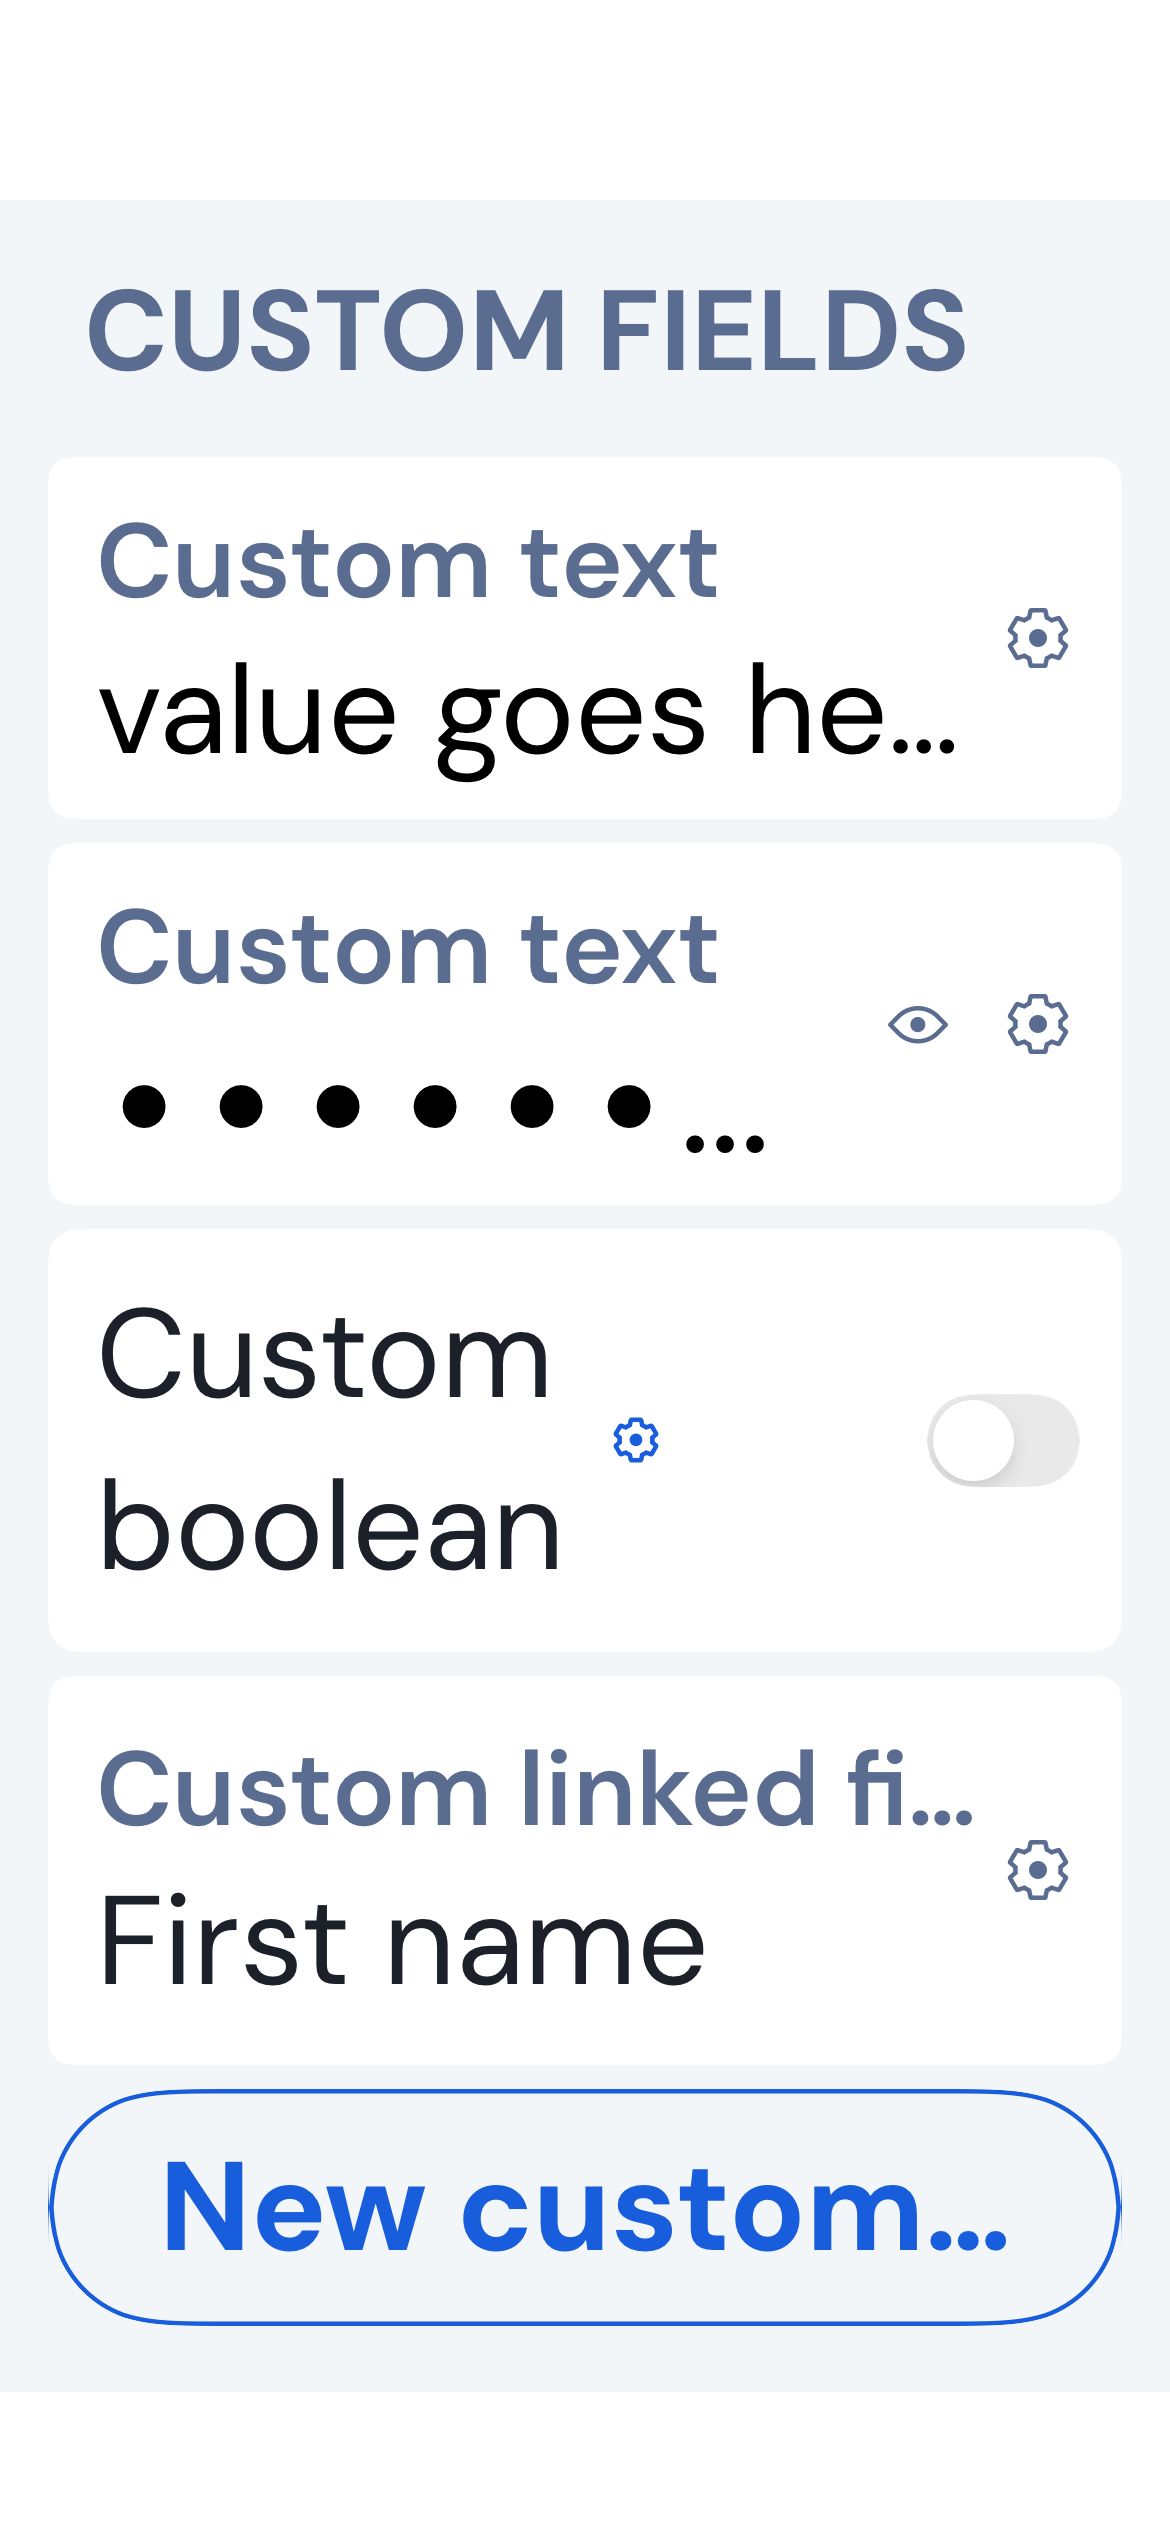 CUSTOM FIELDS
Custom text
value goes he...
Custom text
••••••...
Custom
boolean
Custom linked fi...
First name
New custom...